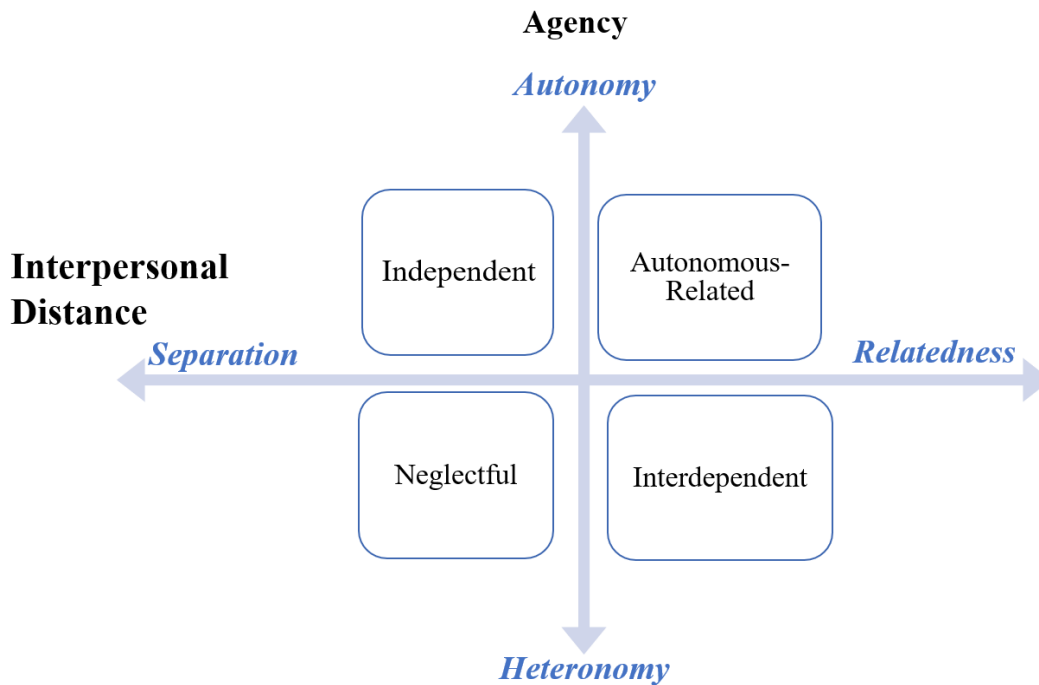 Agency
Autonomy
Independent
Autonomous-
Related
Interpersonal
Distance
Separation
Relatedness
Neglectful
Interdependent
Heteronomy